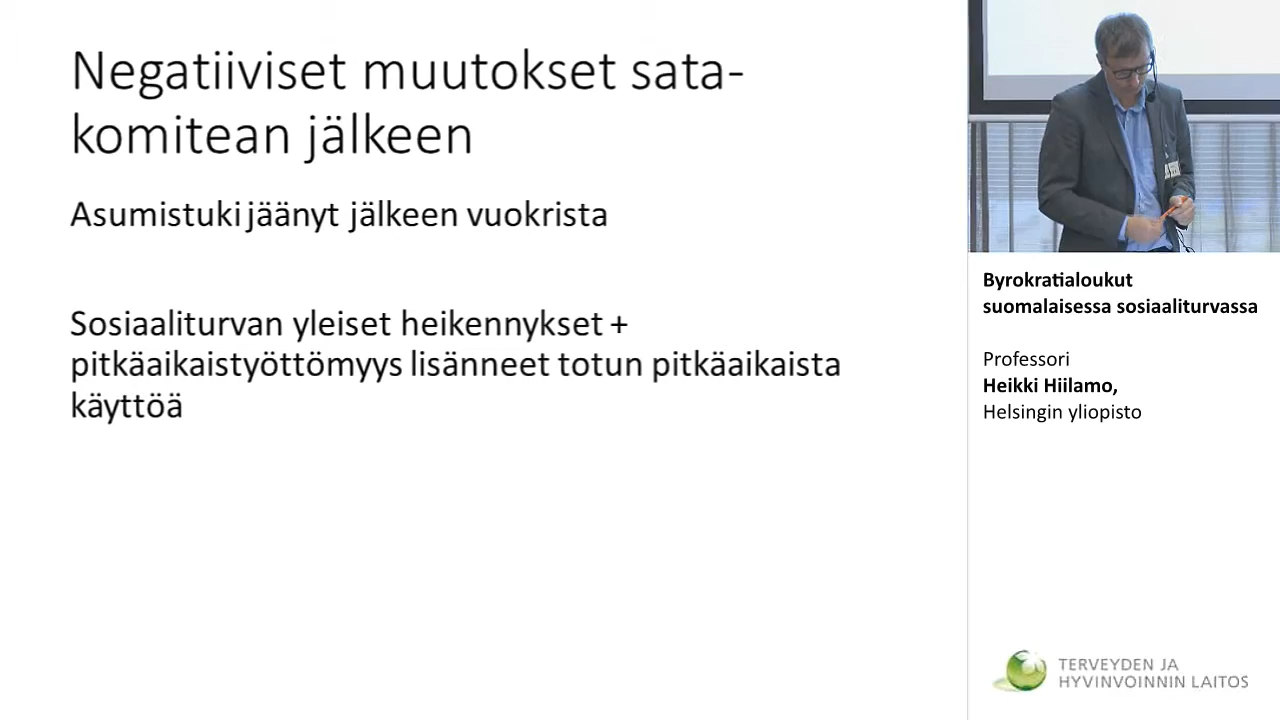 Negatiiviset muutokset sata-
komitean jälkeen
Asumistuki jäänyt jälkeen vuokrista
Sosiaaliturvan yleiset heikennykset +
pitkäaikaistyöttömyys lisänneet totun pitkäaikaista
käyttöä
Byrokratialoukut
suomalaisessa sosiaaliturvassa
Professori
Heikki Hiilamo,
Helsingin yliopisto
TERVEYDEN JA
HYVINVOINNIN LAITOS